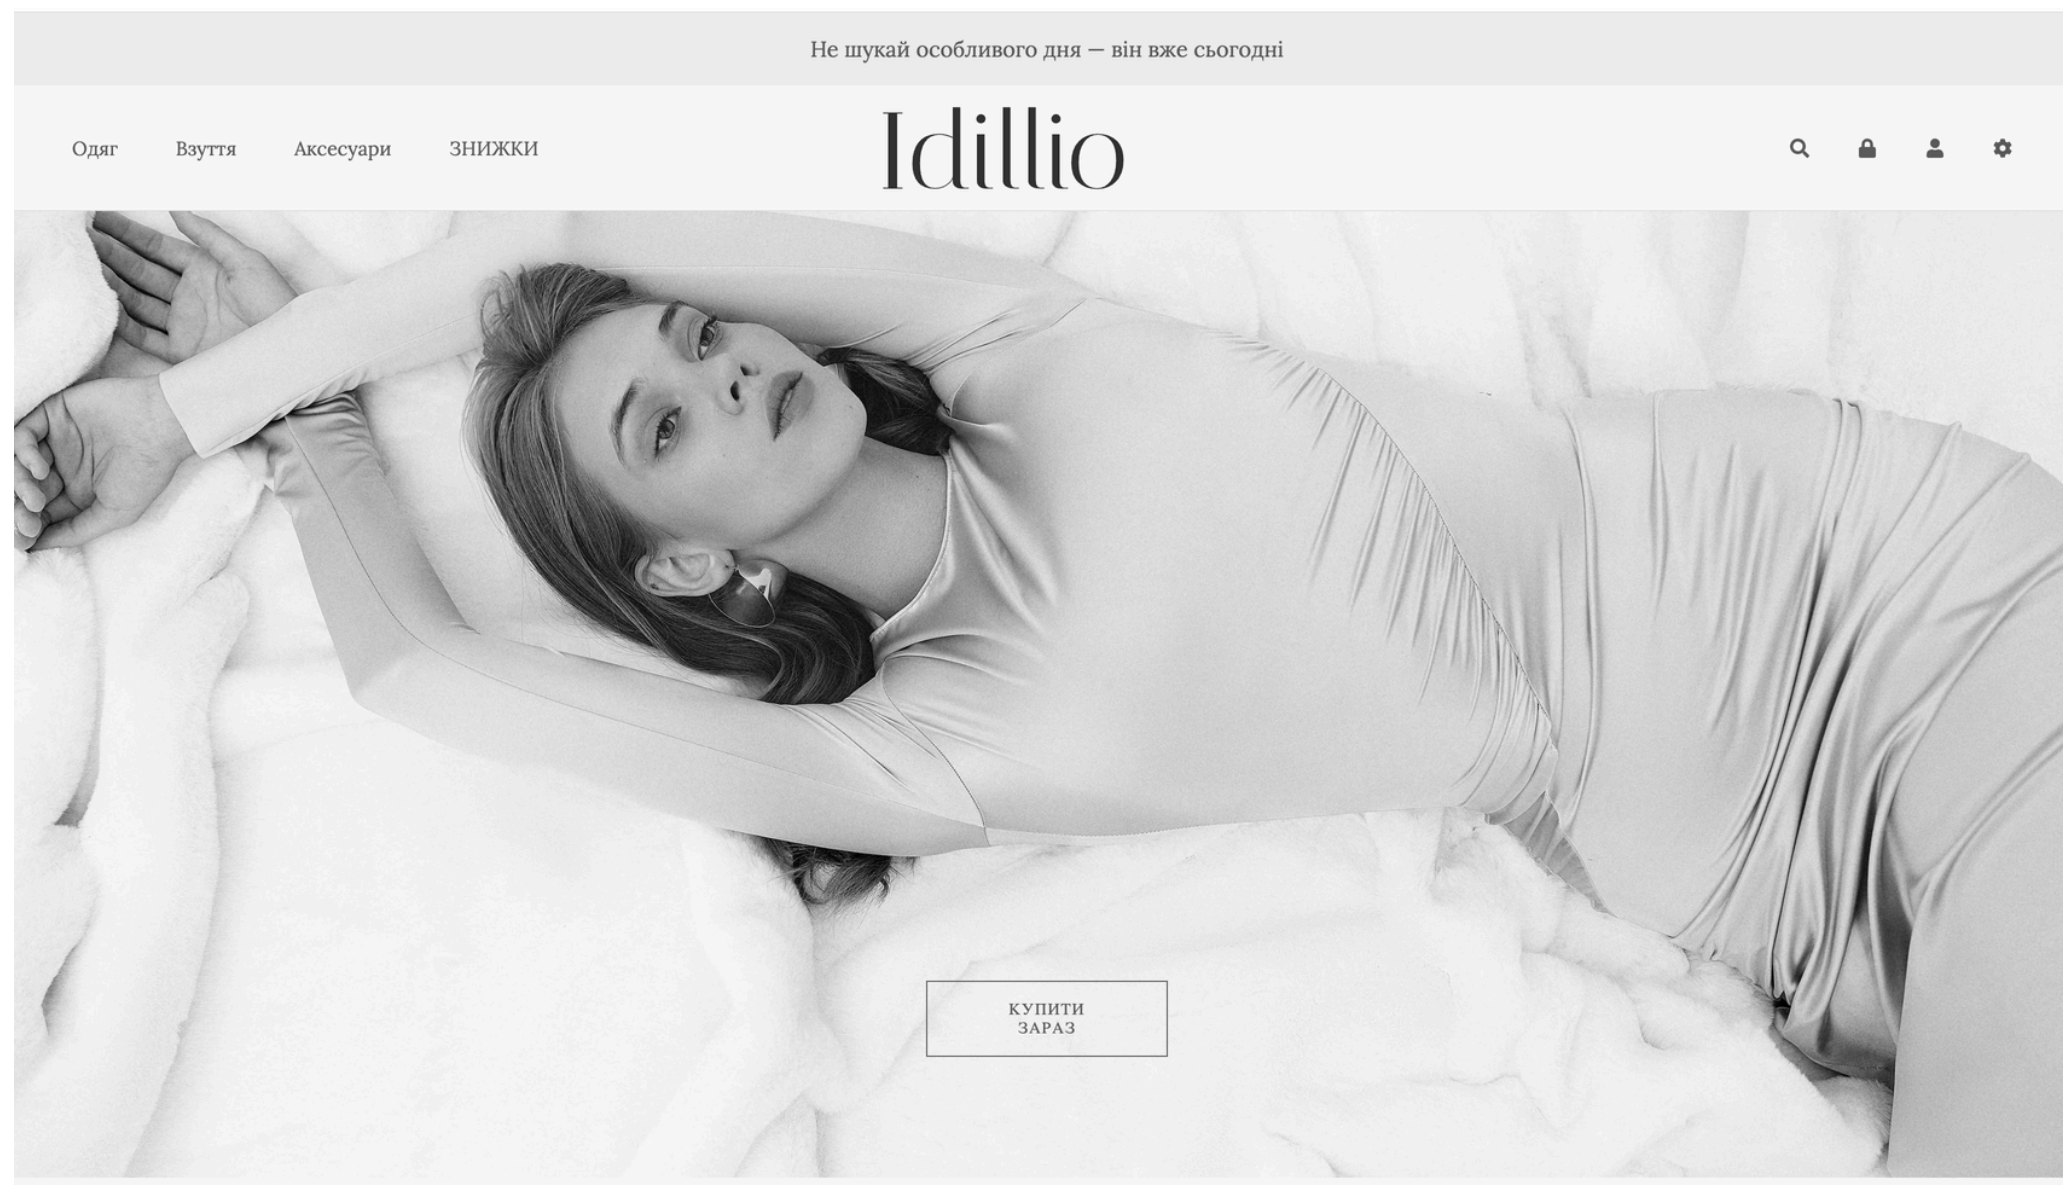 Не шукай особливого дня — він вже сьогодні
Одяг Взуття Аксесуари ЗНИЖКИ
Idillio
КУПИТИ
ЗАРАЗ